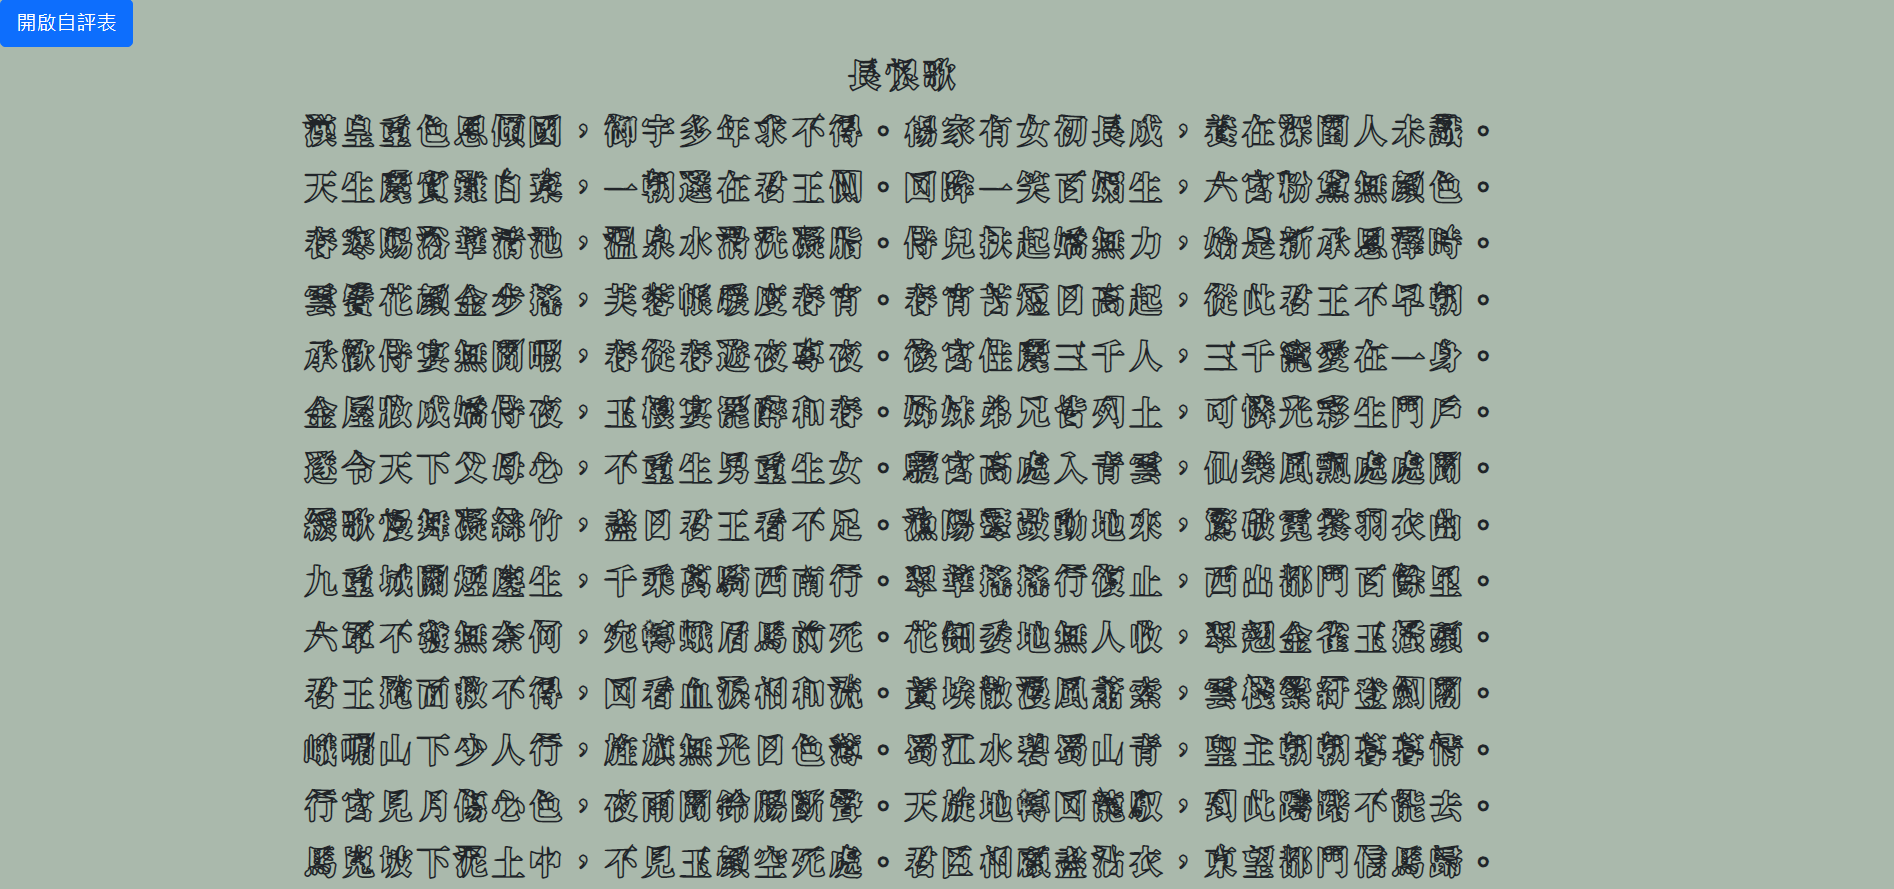 開啟自評表
長恨歌
漢皇重色思傾國,御宇多年求不得。楊家有女初長成,養在深閨人未識。
天生麗質難自棄,一朝選在君王側。回眸一笑百媚生,六宮粉黛無顏色。
春寒賜浴華清池,溫泉水滑洗凝脂。侍兒扶起嬌無力,始是新承恩澤時。
雲鬢花顏金步搖,芙蓉帳暖度春宵。春宵苦短日高起,從此君王不早朝。
承歡侍宴無閒暇,春從春遊夜專夜。後宮佳麗三千人,三千寵愛在一身。
金屋妝成嬌侍夜,玉樓宴罷醉和春。姊妹弟兄皆列土,可憐光彩生門戶。
遂令天下父母心,不重生男重生女。驪宮高處入青雲,仙樂風飄處處聞。
緩歌慢舞凝絲竹,盡日君王看不足。漁陽鼙鼓動地來,驚破霓裳羽衣曲。
九重城闕煙塵生,千乘萬騎西南行。翠華搖搖行復止,西出都門百餘里。
六軍不發無奈何,宛轉蛾眉馬前死。花鈿委地無人收,翠翹金雀玉搔頭。
君王掩面救不得,回看血淚相和流。黃埃散漫風蕭索,雲棧縈紆登劍閣。
峨嵋山下少人行,旌旗無光日色薄。蜀江水碧蜀山青,聖主朝朝暮暮情。
行宮見月傷心色,夜雨聞鈴腸斷聲。天旋地轉回龍馭,到此躊躇不能去。
馬嵬坡下泥土中,不見玉顏空死處。君臣相顧盡沾衣,東望都門信馬歸。